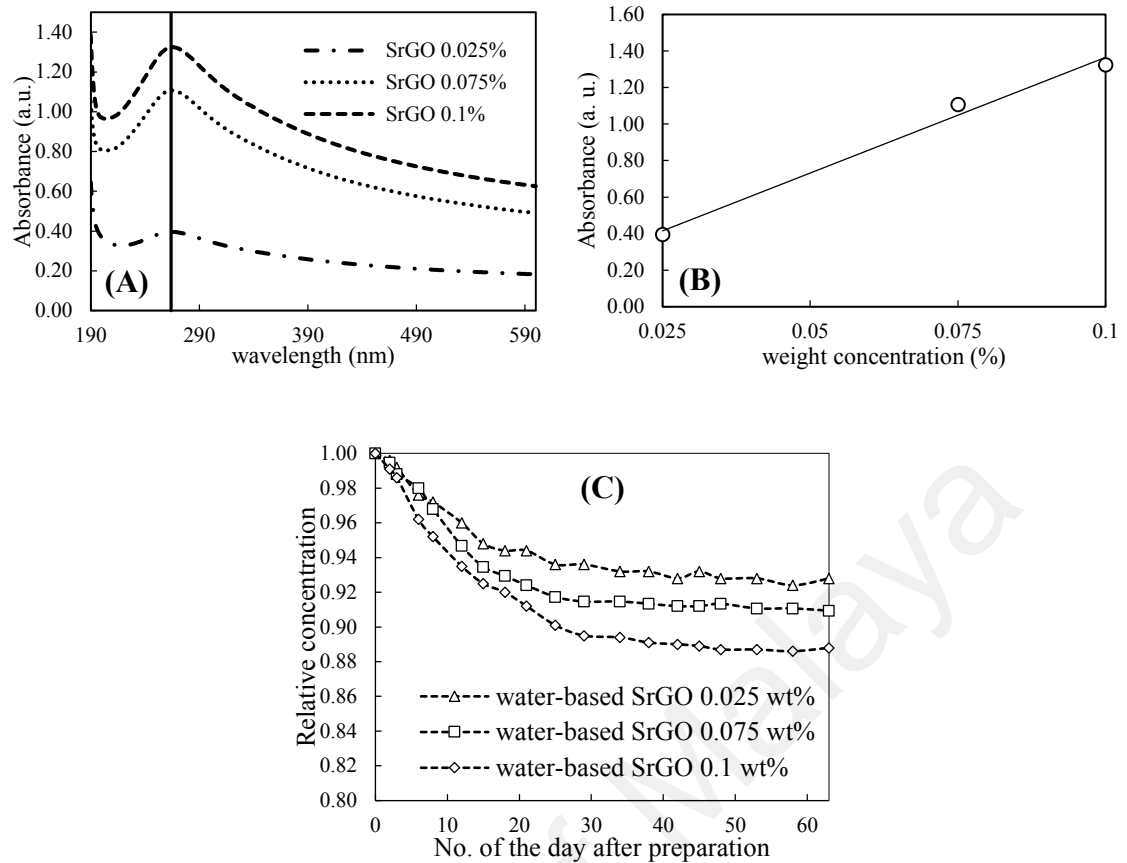 1.40
1.20
1.00
0.80
0.60
0.40
0.20
0.00
Absorbance (a.u.)
SrGO 0.025%
SrGO 0.075%
SrGO 0.1%
(A)
190 290 390 490 590
wavelength (nm)
1.60
1.40
1.20
1.00
0.80
0.60
0.40
0.20
0.00
Absorbance (a. u.)
(B)
0.025 0.05 0.075 0.1
weight concentration (%)
1.00
0.98
0.96
0.94
0.92
0.90
0.88
0.86
0.84
0.82
0.80
Relative concentration
(C)
water-based SrGO 0.025 wt%
water-based SrGO 0.075 wt%
water-based SrGO 0.1 wt%
0 10 20 30 40 50 60
No. of the day after preparation
of Malaya